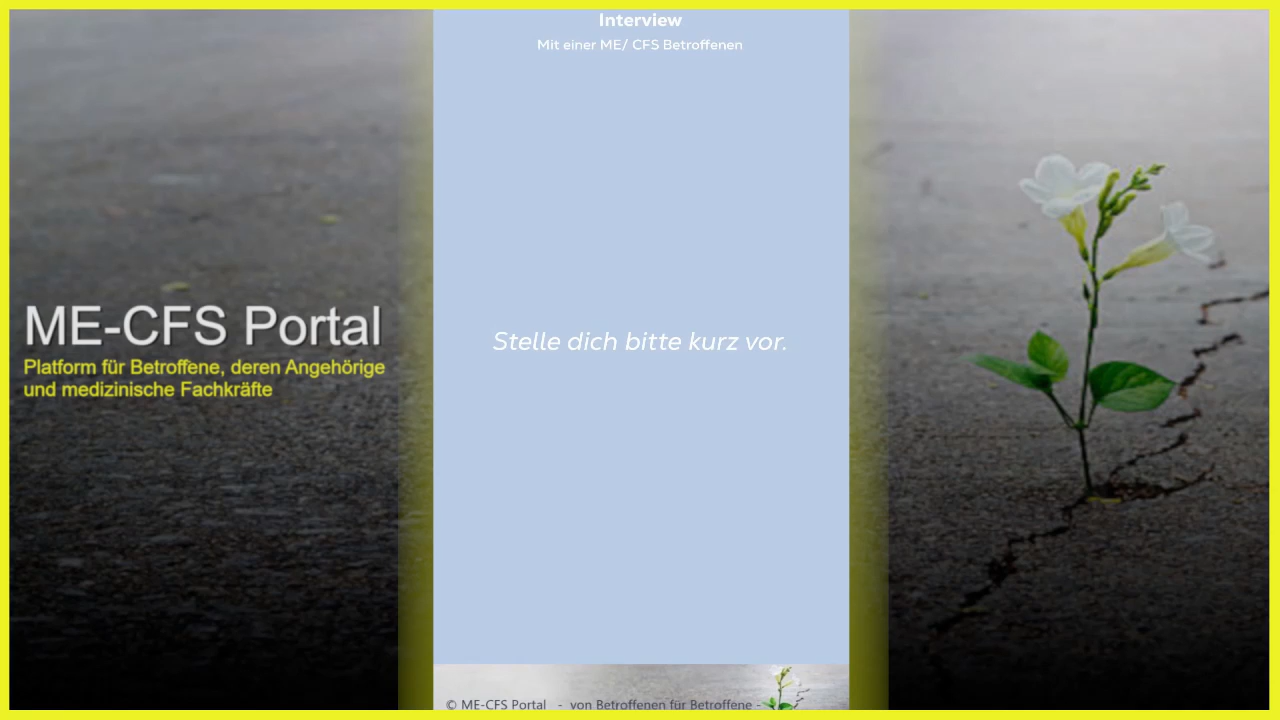 Interview
Mit einer ME/ CFS Betroffenen
Stelle dich bitte kurz vor.
ME-CFS Portal
Platform für Betroffene, deren Angehörige
und medizinische Fachkräfte
© ME-CFS Portal - von Betroffenen für Betroffene -